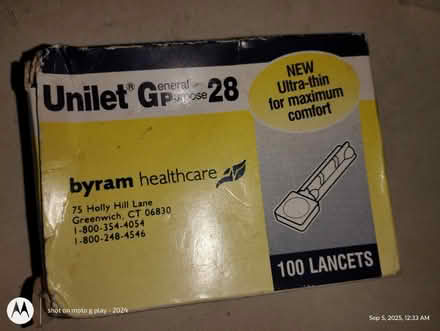 Unilet® General Purpose 28
NEW
Ultra-thin
for maximum
comfort
byram healthcare
75 Holly Hill Lane
Greenwich, CT 06830
1-800-354-4054
1-800-248-4546
100 LANCETS
shot on moto g play - 2024
Sep 5, 2025, 12:33 AM